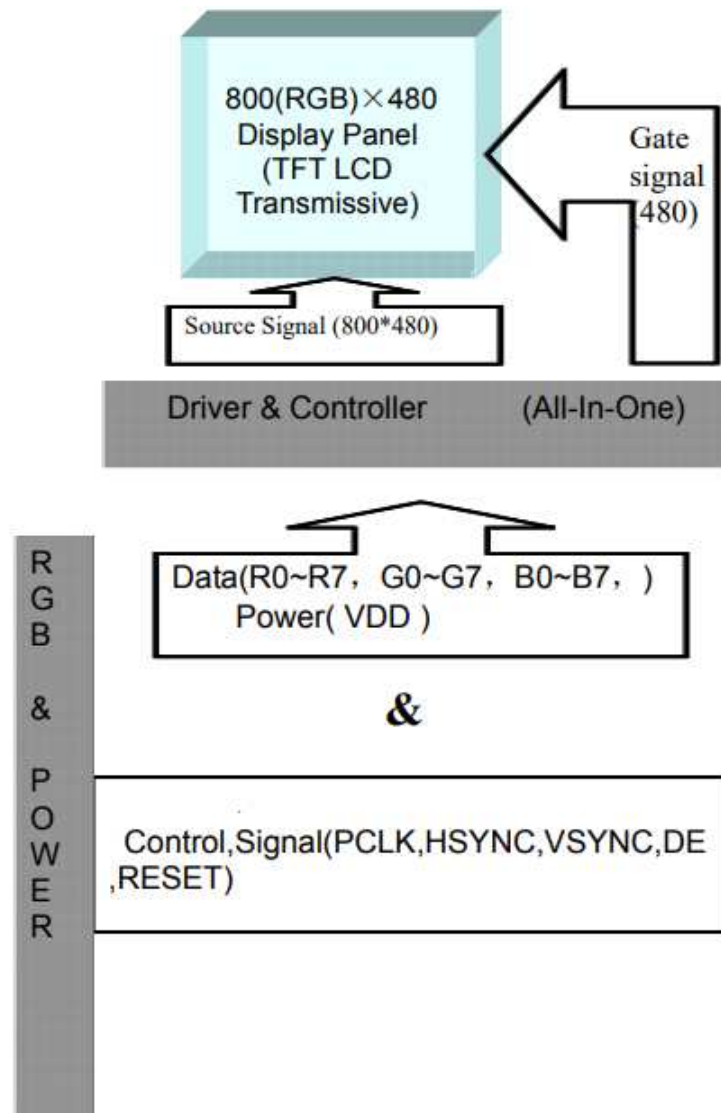 800(RGB)×480
Display Panel
(TFT LCD
Transmissive)
Gate
signal
(480)
Source Signal (800*480)
Driver & Controller (All-In-One)
R
G
B
&
P
O
W
E
R
Data(R0~R7，G0~G7，B0~B7，)
Power( VDD )
&
Control,Signal(PCLK,HSYNC,VSYNC,DE
,RESET)